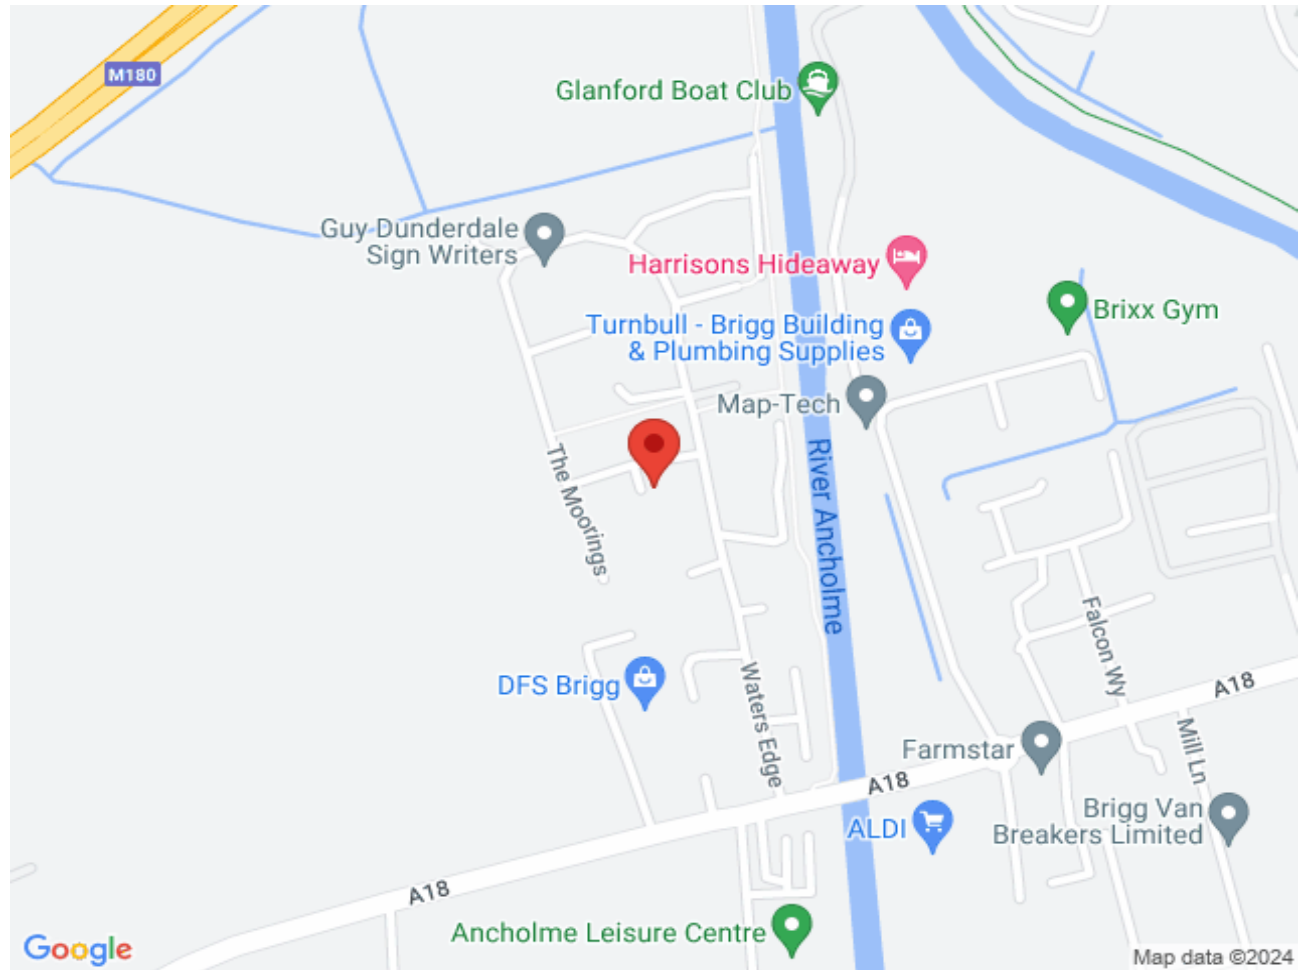 M180
Glanford Boat Club
Guy Dunderdale
Sign Writers
Harrisons Hideaway
Brixx Gym
Turnbull - Brigg Building
& Plumbing Supplies
Map-Tech
River Ancholme
The Moorings
Falcon Wy
DFS Brigg
Waters Edge
A18
Mill Ln
Farmstar
A18
Brigg Van
Breakers Limited
ALDI
A18
Ancholme Leisure Centre
Google
Map data ©2024